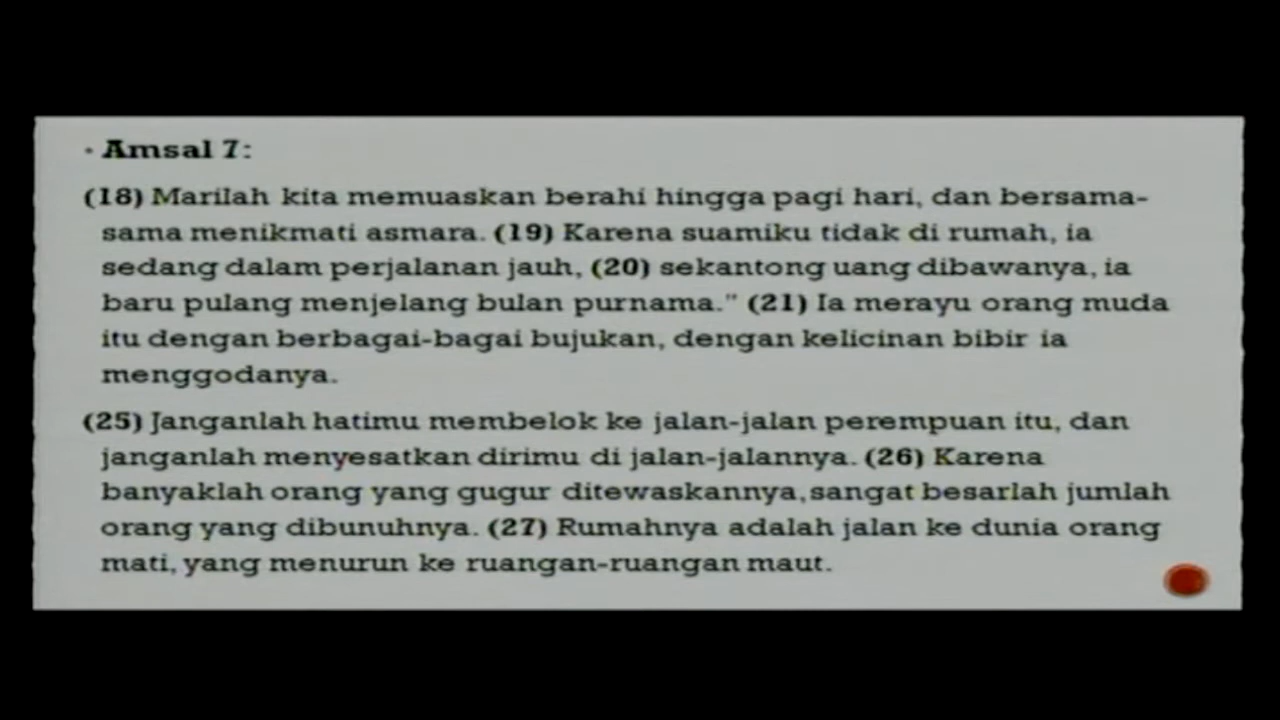 • Amsal 7:
(18) Marilah kita memuaskan berahi hingga pagi hari, dan bersama-
sama menikmati asmara. (19) Karena suamiku tidak di rumah, ia
sedang dalam perjalanan jauh, (20) sekantong uang dibawanya, ia
baru pulang menjelang bulan purnama." (21) Ia merayu orang muda
itu dengan berbagai-bagai bujukan, dengan kelicinan bibir ia
menggodanya.
(25) Janganlah hatimu membelok ke jalan-jalan perempuan itu, dan
janganlah menyesatkan dirimu di jalan-jalannya. (26) Karena
banyaklah orang yang gugur ditewaskannya, sangat besarlah jumlah
orang yang dibunuhnya. (27) Rumahnya adalah jalan ke dunia orang
mati, yang menurun ke ruangan-ruangan maut.